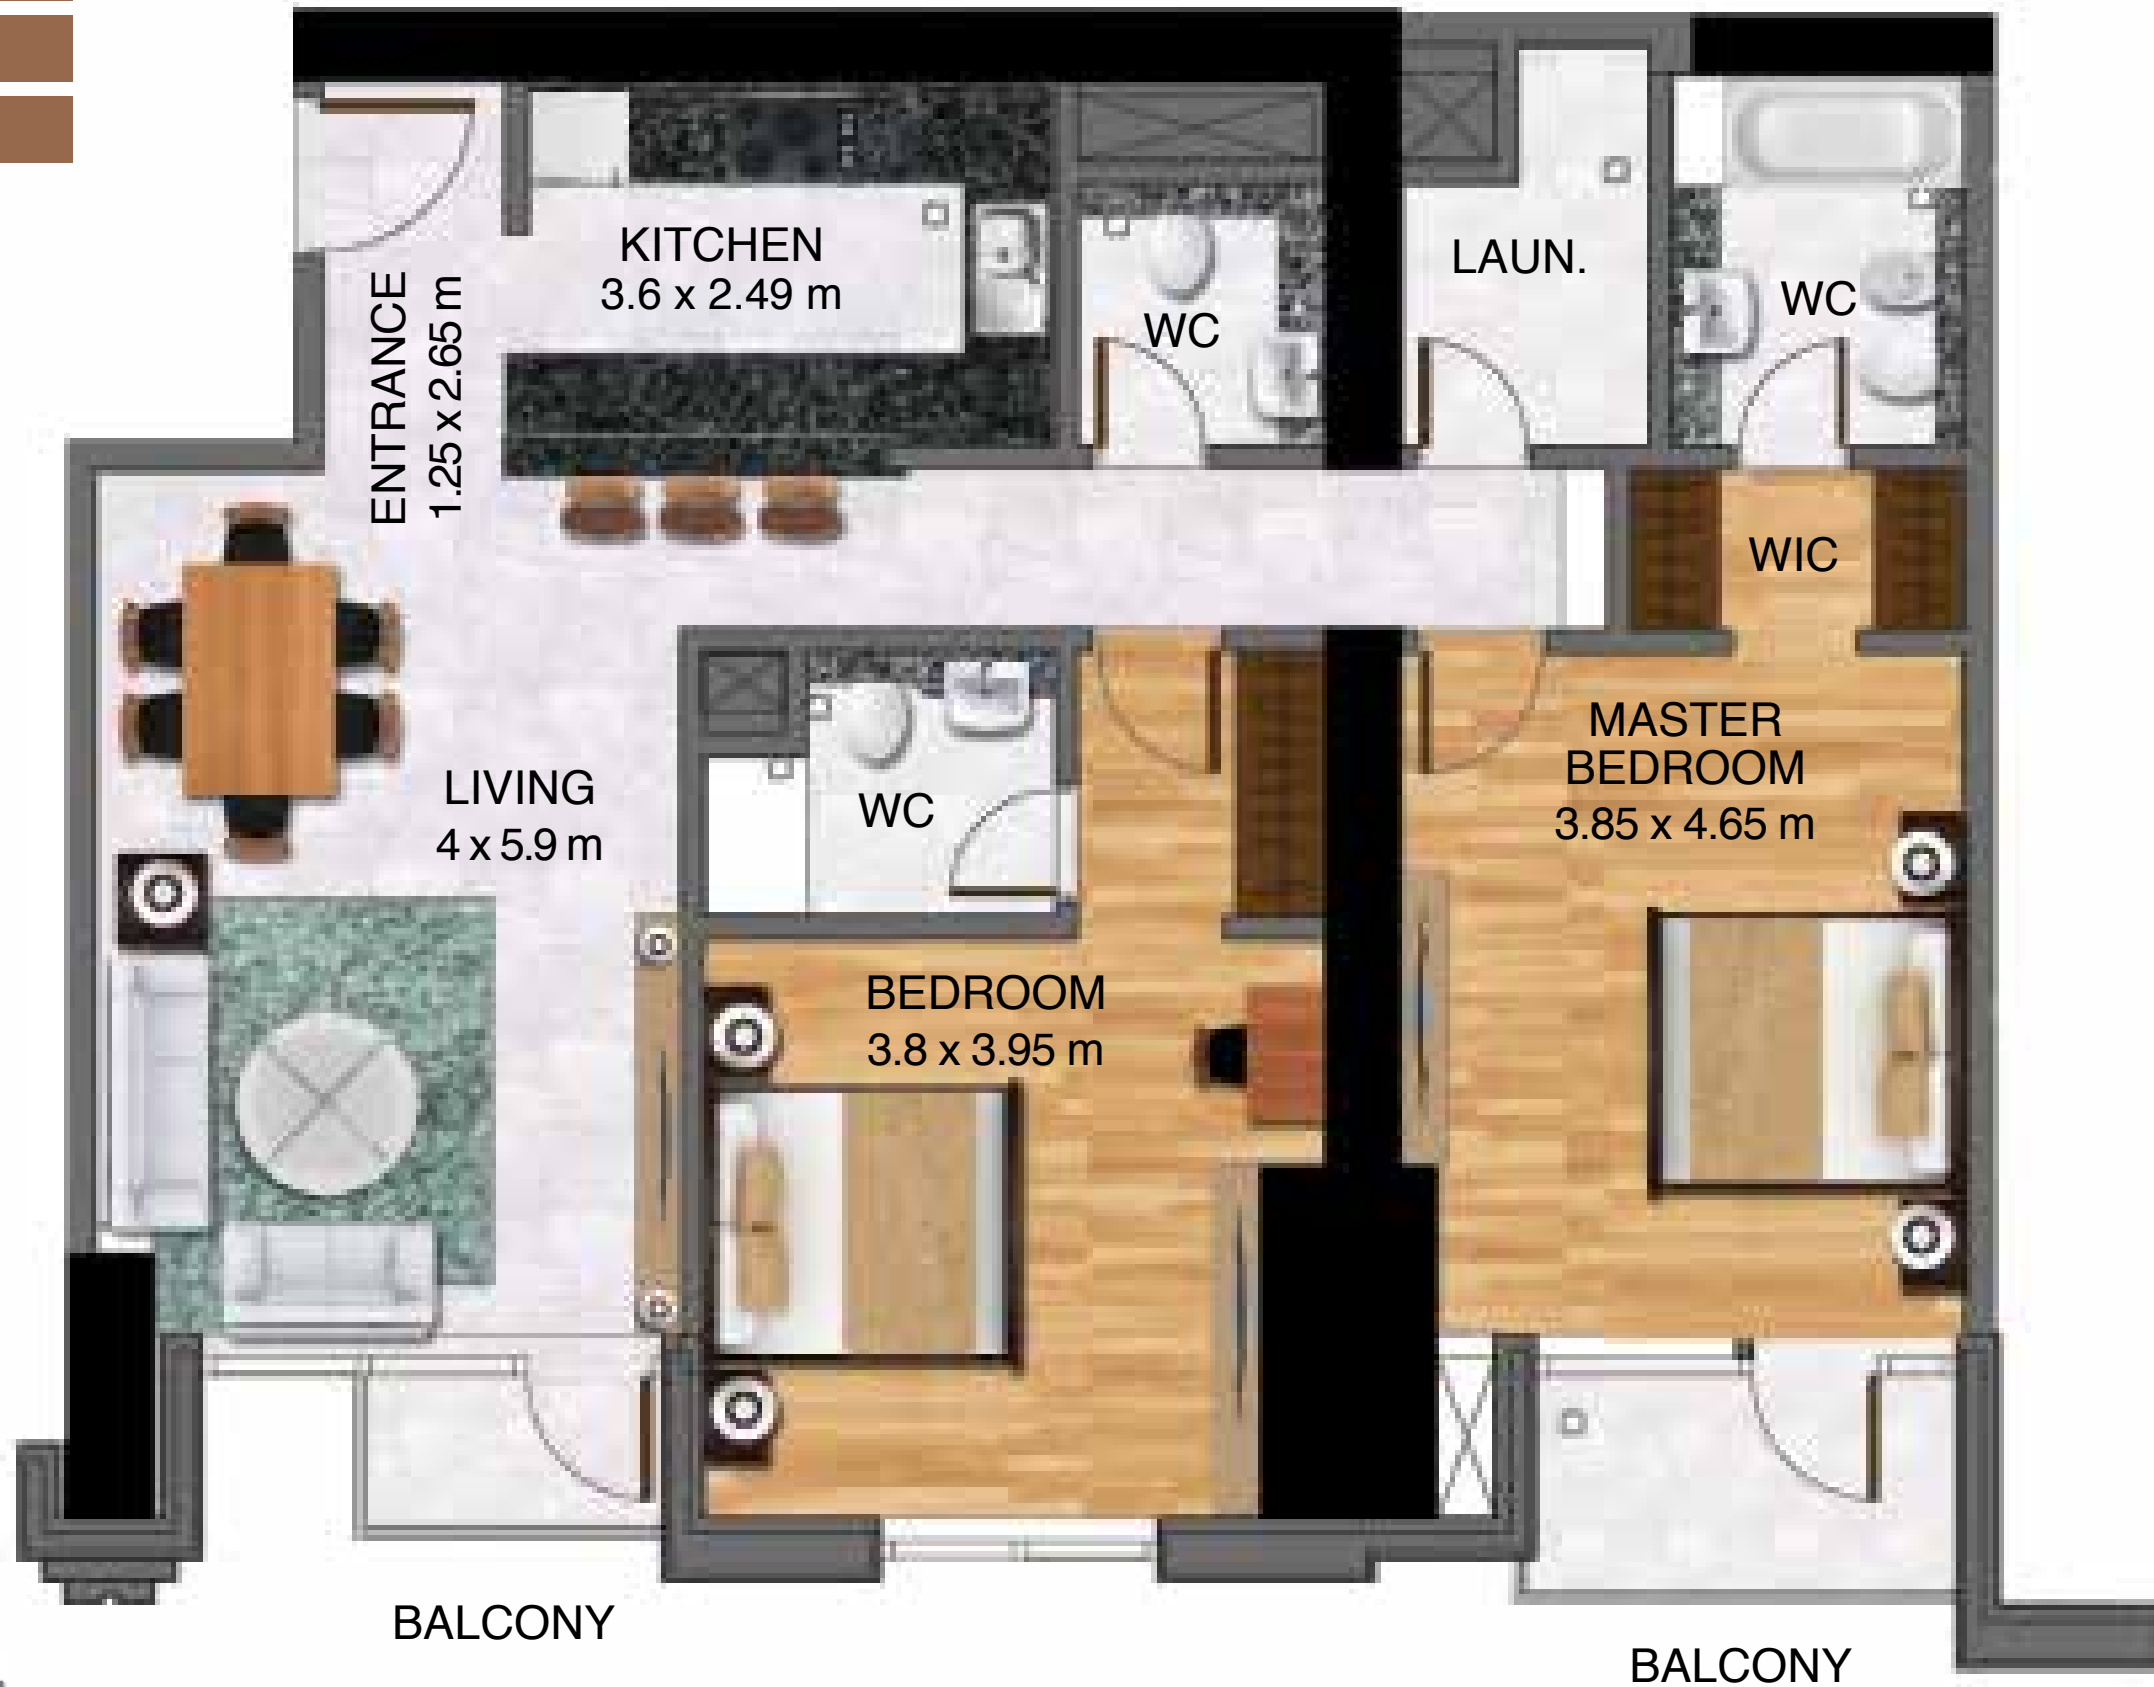 KITCHEN
3.6 x 2.49 m
ENTRANCE
1.25 x 2.65 m
WC
LAUN.
WC
WIC
LIVING
4 x 5.9 m
WC
MASTER
BEDROOM
3.85 x 4.65 m
BEDROOM
3.8 x 3.95 m
BALCONY
BALCONY